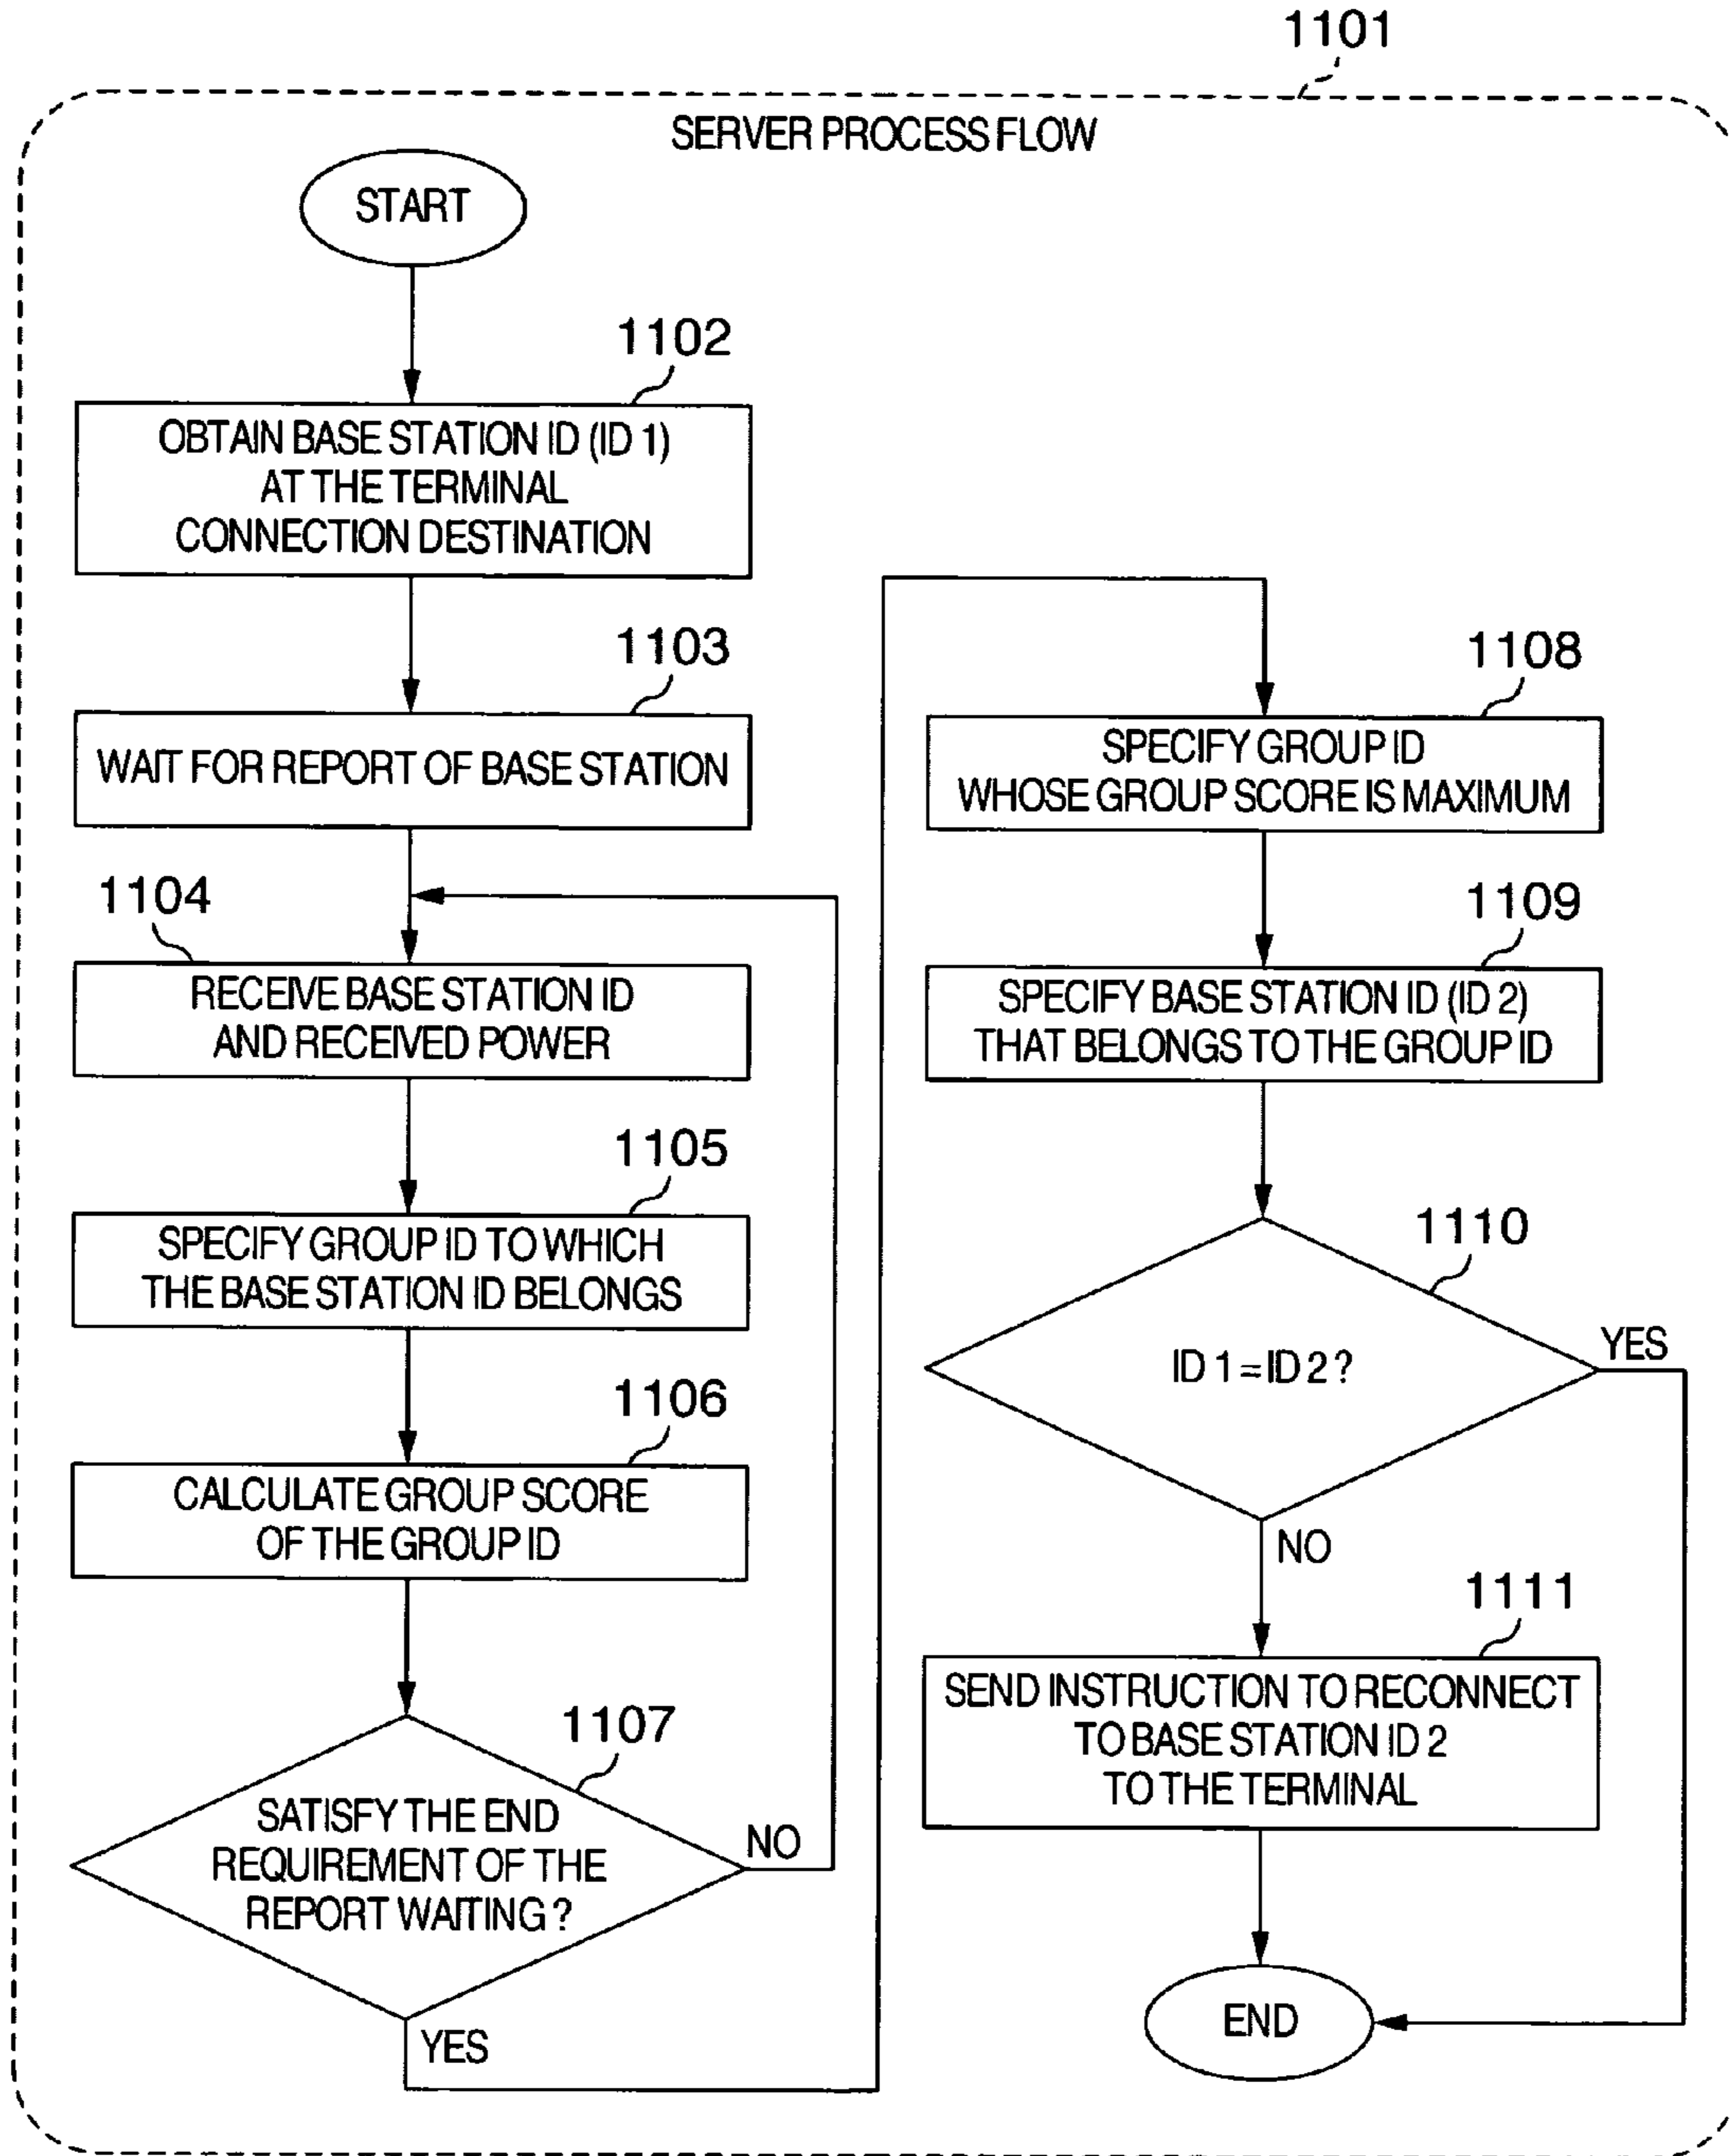 1101
SERVER PROCESS FLOW
START
1102
OBTAIN BASE STATION ID (ID 1)
AT THE TERMINAL
CONNECTION DESTINATION
1103
WAIT FOR REPORT OF BASE STATION
1104
RECEIVE BASE STATION ID
AND RECEIVED POWER
1105
SPECIFY GROUP ID TO WHICH
THE BASE STATION ID BELONGS
1106
CALCULATE GROUP SCORE
OF THE GROUP ID
1107
SATISFY THE END
REQUIREMENT OF THE
REPORT WAITING ?
NO
YES
1108
SPECIFY GROUP ID
WHOSE GROUP SCORE IS MAXIMUM
1109
SPECIFY BASE STATION ID (ID 2)
THAT BELONGS TO THE GROUP ID
1110
ID 1 = ID 2 ?
YES
NO
1111
SEND INSTRUCTION TO RECONNECT
TO BASE STATION ID 2
TO THE TERMINAL
END